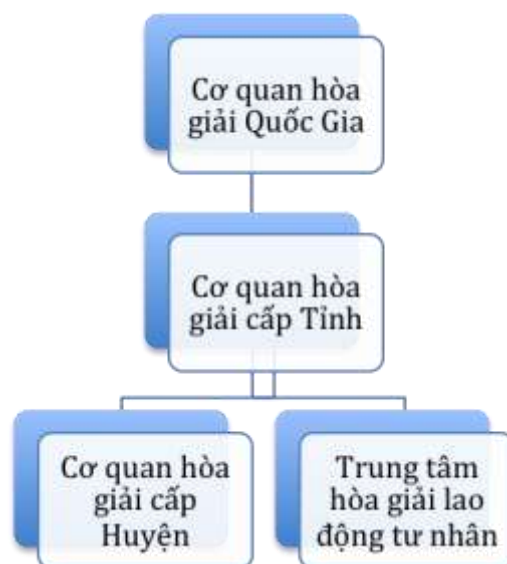 Cơ quan hòa
giải Quốc Gia
Cơ quan hòa
giải cấp Tỉnh
Cơ quan hòa
giải cấp
Huyện
Trung tâm
hòa giải lao
động tư nhân